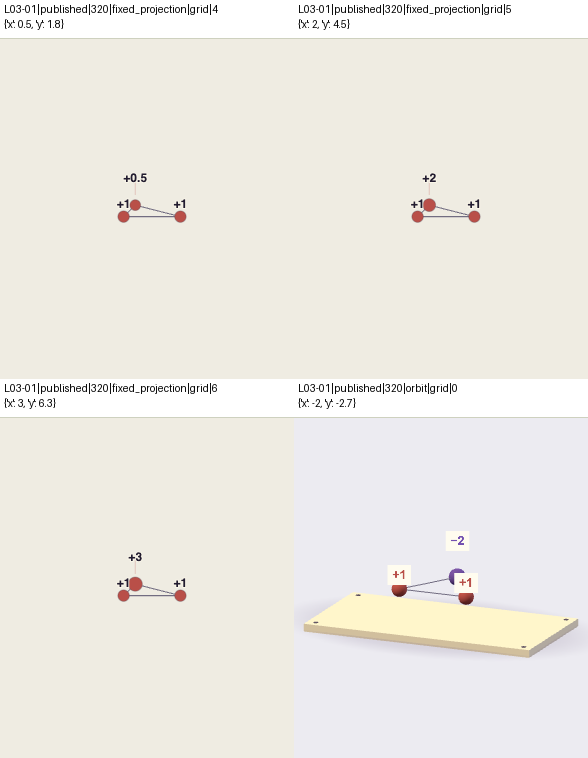 L03-01|published|320|fixed_projection|grid|4
{'x': 0.5, 'y': 1.8}
+0.5
+1
+1
L03-01|published|320|fixed_projection|grid|5
{'x': 2, 'y': 4.5}
+2
+1
+1
L03-01|published|320|fixed_projection|grid|6
{'x': 3, 'y': 6.3}
+3
+1
+1
L03-01|published|320|orbit|grid|0
{'x': -2, 'y': -2.7}
−2
+1
+1